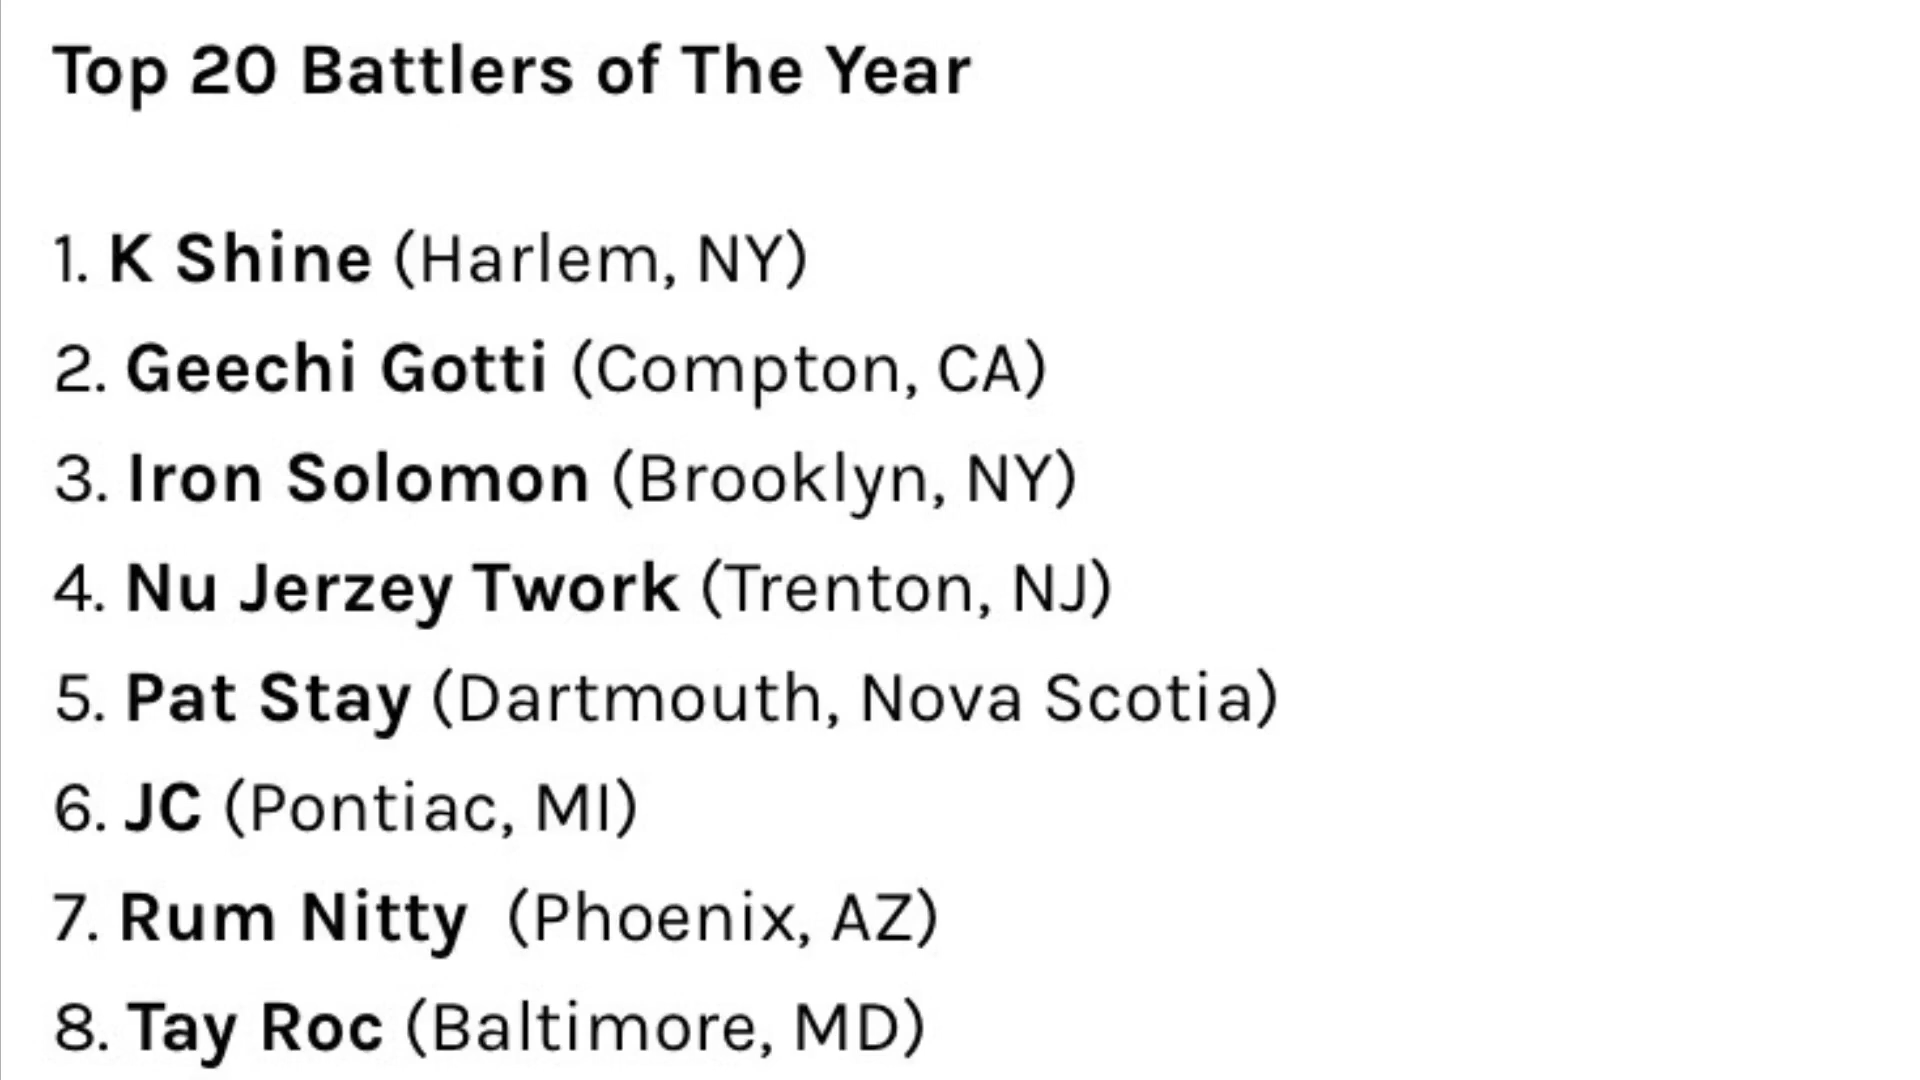 Top 20 Battlers of The Year
1. K Shine (Harlem, NY)
2. Geechi Gotti (Compton, CA)
3. Iron Solomon (Brooklyn, NY)
4. Nu Jerzey Twork (Trenton, NJ)
5. Pat Stay (Dartmouth, Nova Scotia)
6. JC (Pontiac, MI)
7. Rum Nitty (Phoenix, AZ)
8. Tay Roc (Baltimore, MD)